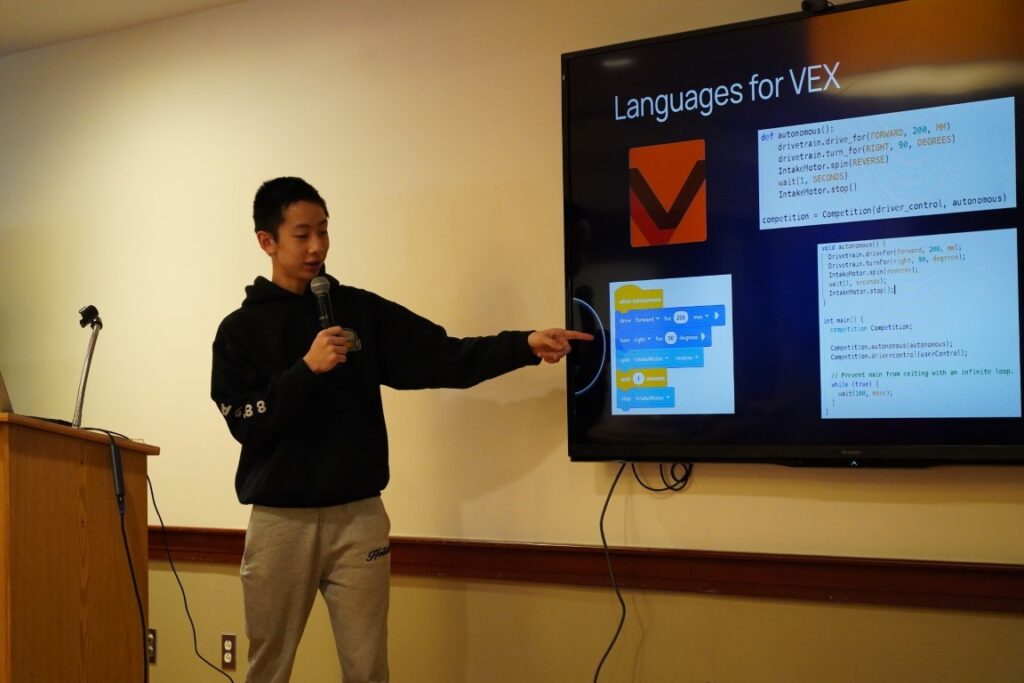 Languages for VEX
def autonomous():
drivetrain.drive_for(FORWARD, 200, MM)
drivetrain.turn_for(RIGHT, 90, DEGREES)
IntakeMotor.spin(REVERSE)
wait(1, SECONDS)
IntakeMotor.stop()
competition = Competition(driver_control, autonomous)
when autonomous
drive forward for 200 mm
turn right for 90 degrees
spin IntakeMotor reverse
wait 1 seconds
stop IntakeMotor
void autonomous() {
Drivetrain.driveFor(forward, 200, mm);
Drivetrain.turnFor(right, 90, degrees);
IntakeMotor.spin(reverse);
wait(1, seconds);
IntakeMotor.stop();
}
int main() {
competition Competition;
Competition.autonomous(autonomous);
Competition.drivercontrol(userControl);
// Prevent main from exiting with an infinite loop.
while (true) {
wait(100, msec);
}
}
SHARP